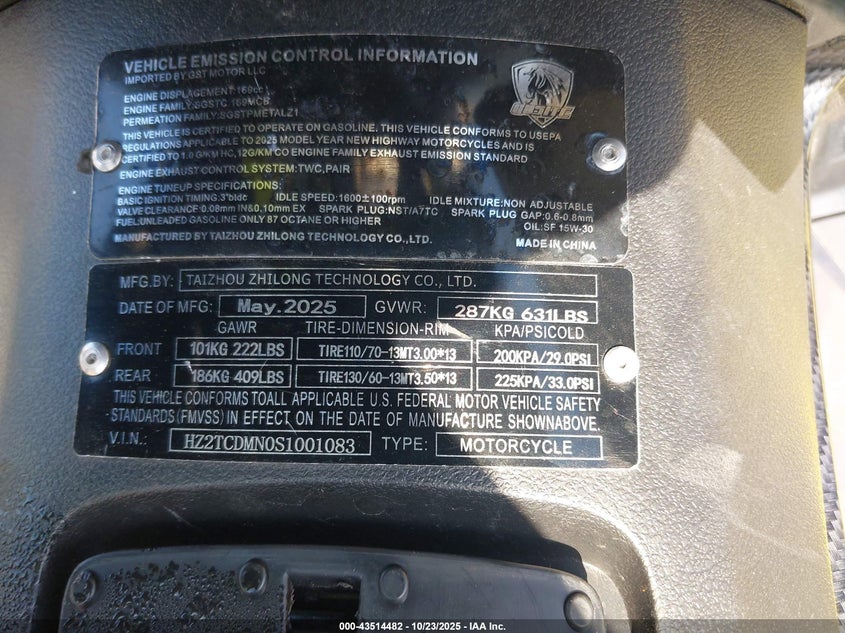 VEHICLE EMISSION CONTROL INFORMATION
IMPORTED BY GST MOTOR LLC
ENGINE DISPLACEMENT:169cc
ENGINE FAMILY:SGSTC.169MCB
PERMEATION FAMILY:SGSTPMETALZ1
THIS VEHICLE IS CERTIFIED TO OPERATE ON GASOLINE. THIS VEHICLE CONFORMS TO USEPA
REGULATIONS APPLICABLE TO 2025 MODEL YEAR NEW HIGHWAY MOTORCYCLES AND IS
CERTIFIED TO 1.0 G/KM HC,12G/KM CO ENGINE FAMILY EXHAUST EMISSION STANDARD
ENGINE EXHAUST CONTROL SYSTEM:TWC,PAIR
ENGINE TUNEUP SPECIFICATIONS:
BASIC IGNITION TIMING:3°btdc IDLE SPEED:1600±100rpm IDLE MIXTURE:NON ADJUSTABLE
VALVE CLEARANCE:0.08mm IN&0.10mm EX SPARK PLUG:NST/A7TC SPARK PLUG GAP:0.6-0.8mm
FUEL:UNLEADED GASOLINE ONLY 87 OCTANE OR HIGHER OIL:SF 15W-30
MANUFACTURED BY TAIZHOU ZHILONG TECHNOLOGY CO.,LTD. MADE IN CHINA
MFG.BY: TAIZHOU ZHILONG TECHNOLOGY CO., LTD.
DATE OF MFG: May.2025 GVWR: 287KG 631LBS
GAWR TIRE-DIMENSION-RIM KPA/PSICOLD
FRONT 101KG 222LBS TIRE110/70-13MT3.00*13 200KPA/29.0PSI
REAR 186KG 409LBS TIRE130/60-13MT3.50*13 225KPA/33.0PSI
THIS VEHICLE CONFORMS TOALL APPLICABLE U.S. FEDERAL MOTOR VEHICLE SAFETY
STANDARDS(FMVSS) IN EFFECT ON THE DATE OF MANUFACTURE SHOWNABOVE.
V.I.N.: HZ2TCDMN0S1001083 TYPE: MOTORCYCLE
000-43514482 - 10/23/2025 - IAA Inc.